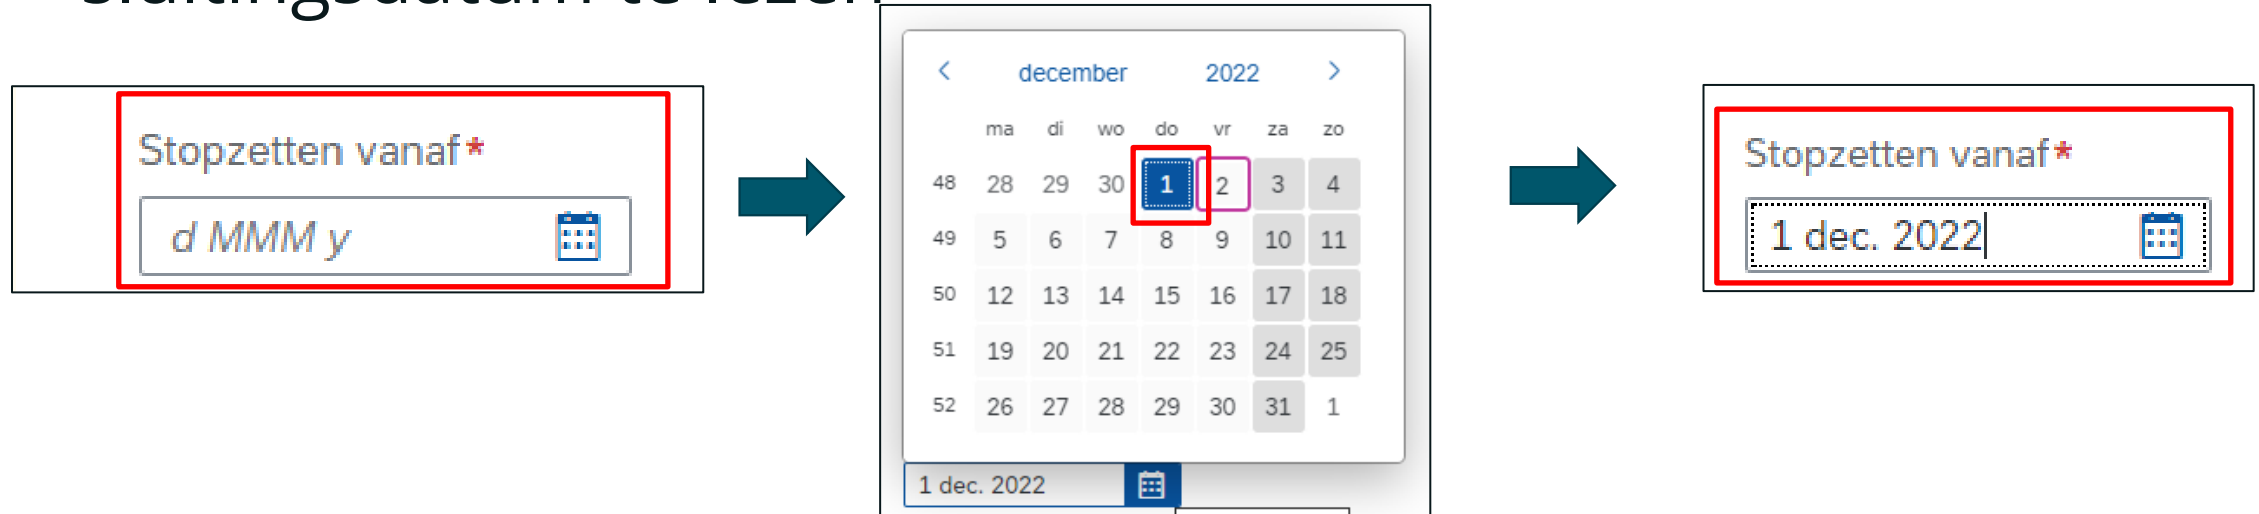 sluitingsdatum te lezen
Stopzetten vanaf*
d MMM y
december 2022
ma di wo do vr za zo
48 28 29 30 1 2 3 4
49 5 6 7 8 9 10 11
50 12 13 14 15 16 17 18
51 19 20 21 22 23 24 25
52 26 27 28 29 30 31 1
1 dec. 2022
Stopzetten vanaf*
1 dec. 2022